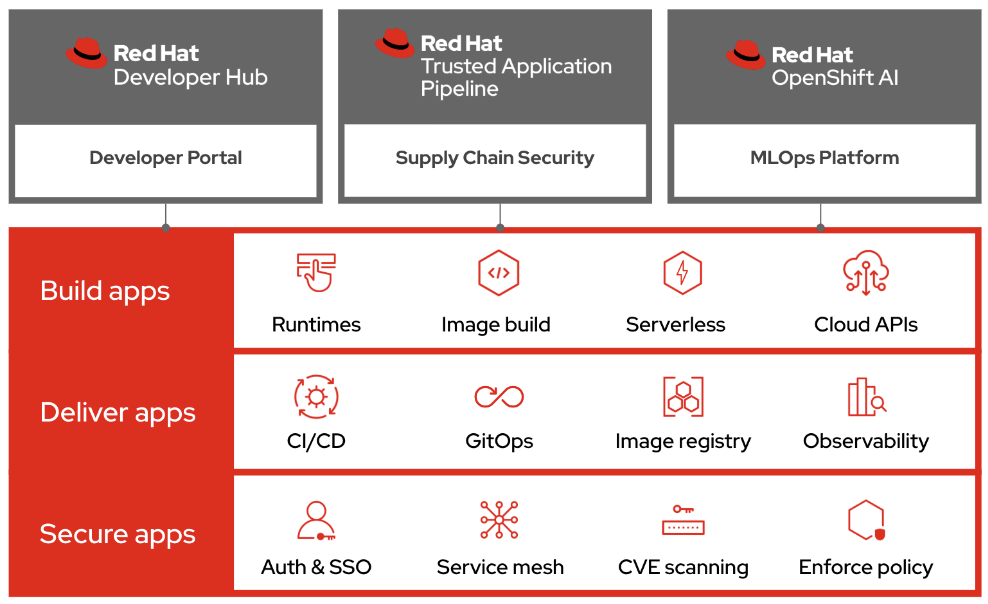 Red Hat
Developer Hub
Developer Portal
Red Hat
Trusted Application
Pipeline
Supply Chain Security
Red Hat
OpenShift AI
MLOps Platform
Build apps
Runtimes
Image build
Serverless
Cloud APIs
Deliver apps
CI/CD
GitOps
Image registry
Observability
Secure apps
Auth & SSO
Service mesh
CVE scanning
Enforce policy